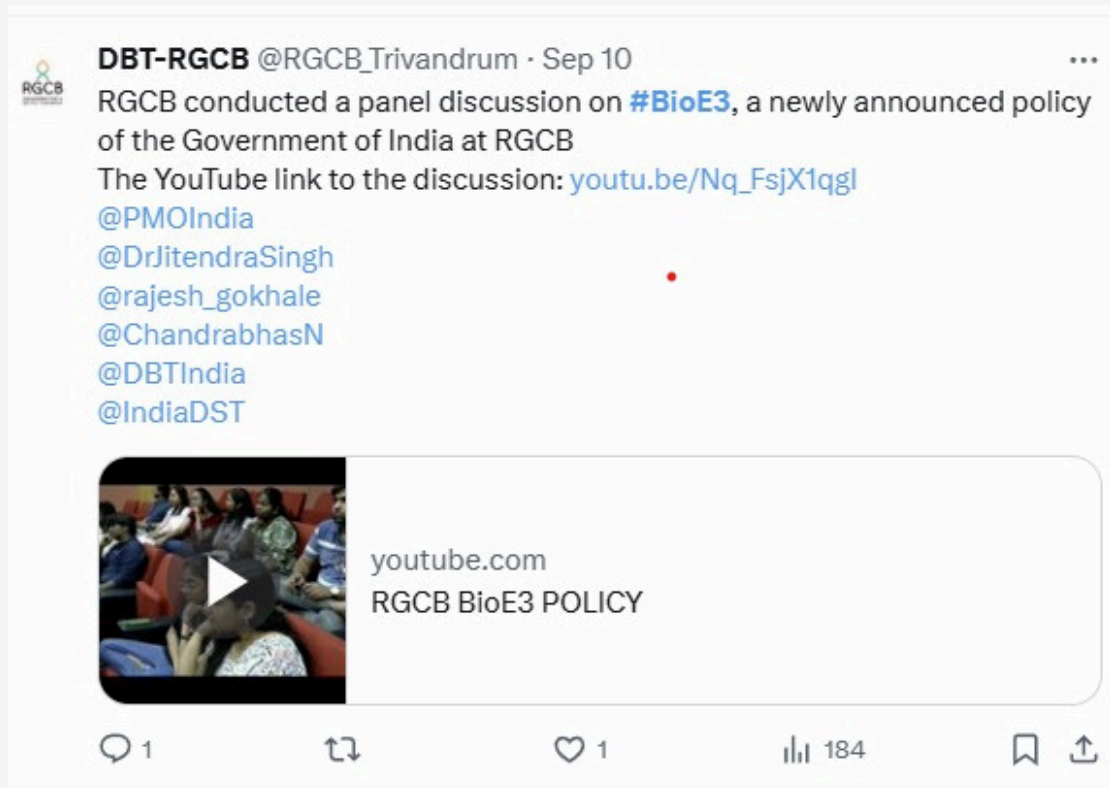 DBT-RGCB @RGCB_Trivandrum · Sep 10
RGCB
RGCB conducted a panel discussion on #BioE3, a newly announced policy
of the Government of India at RGCB
The YouTube link to the discussion: youtu.be/Nq_FsjX1qgI
@PMOIndia
@DrJitendraSingh
@rajesh_gokhale
@ChandrabhasN
@DBTIndia
@IndiaDST
youtube.com
RGCB BioE3 POLICY
1 1 184